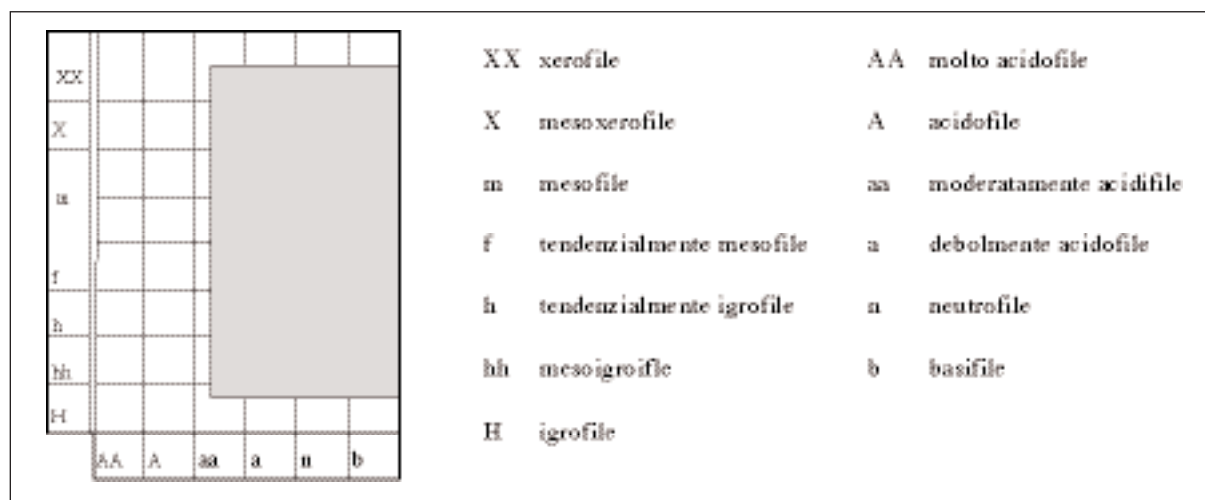 XX
X
m
f
h
hh
H
AA A aa a n b
XX xerofile
X mesoxerofile
m mesofile
f tendenzialmente mesofile
h tendenzialmente igrofile
hh mesoigroifle
H igrofile
AA molto acidofile
A acidofile
aa moderatamente acidifile
a debolmente acidofile
n neutrofile
b basifile